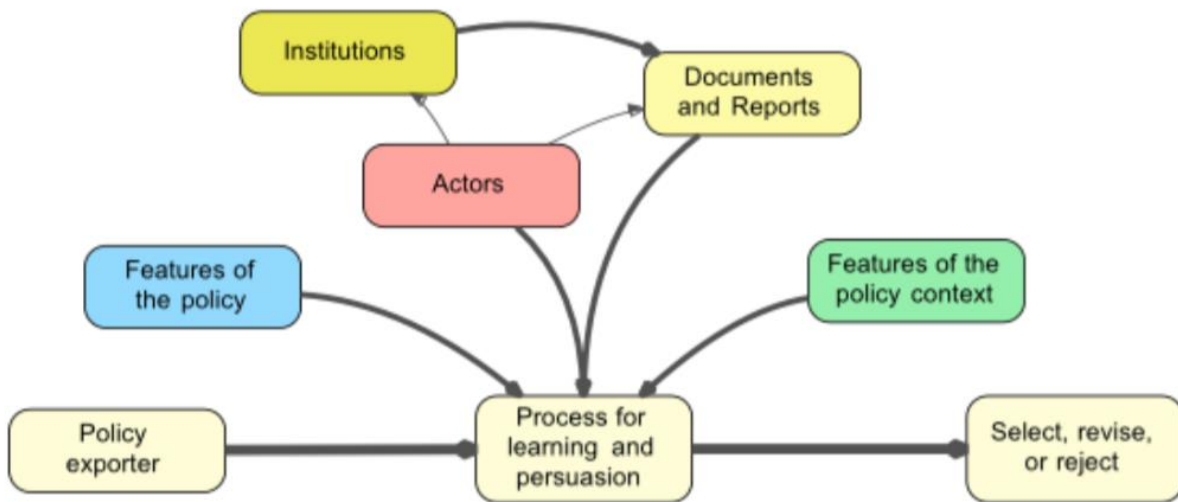 Institutions
Documents
and Reports
Actors
Features of
the policy
Features of the
policy context
Policy
exporter
Process for
learning and
persuasion
Select, revise,
or reject